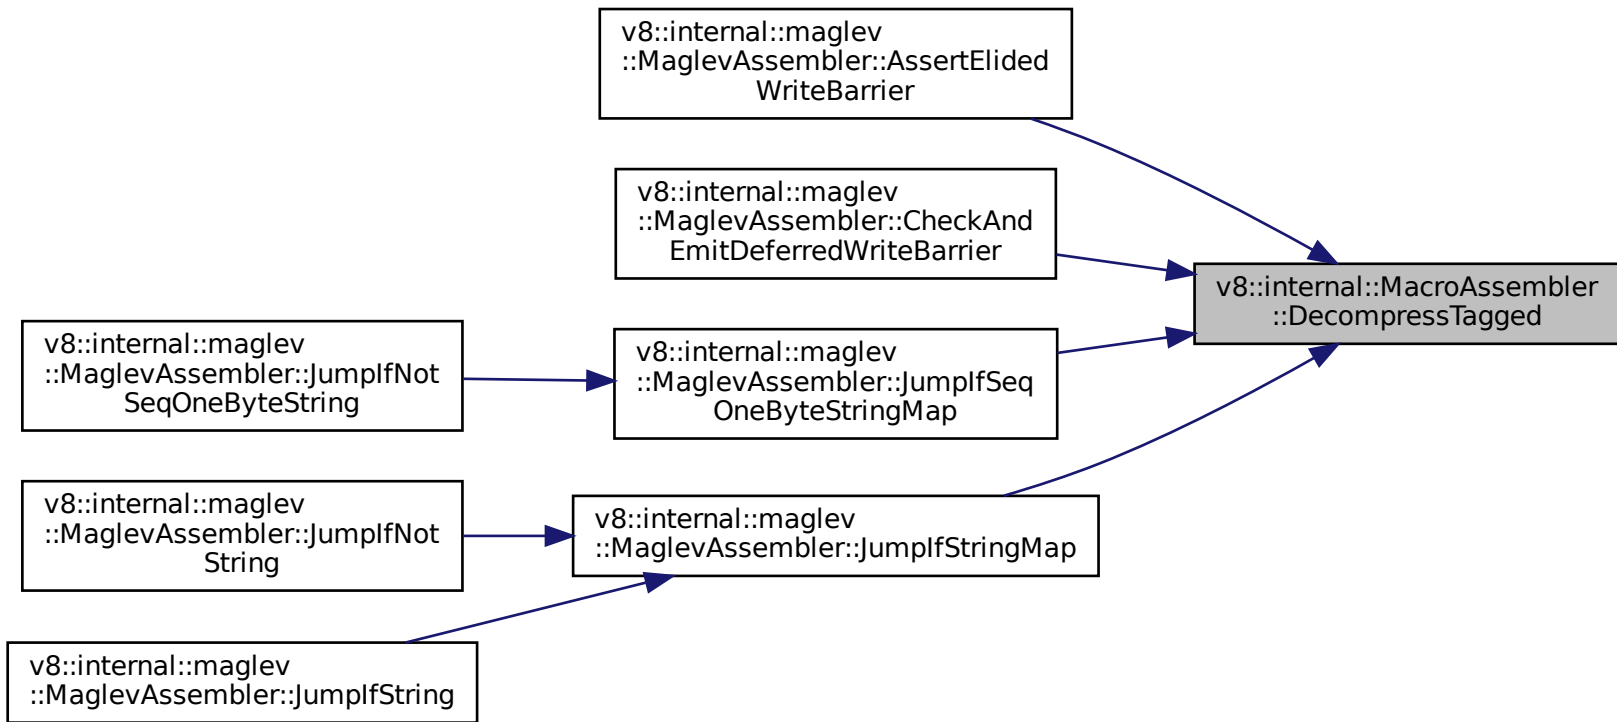 v8::internal::maglev
::MaglevAssembler::AssertElided
WriteBarrier
v8::internal::maglev
::MaglevAssembler::CheckAnd
EmitDeferredWriteBarrier
v8::internal::MacroAssembler
::DecompressTagged
v8::internal::maglev
::MaglevAssembler::JumpIfNot
SeqOneByteString
v8::internal::maglev
::MaglevAssembler::JumpIfSeq
OneByteStringMap
v8::internal::maglev
::MaglevAssembler::JumpIfNot
String
v8::internal::maglev
::MaglevAssembler::JumpIfStringMap
v8::internal::maglev
::MaglevAssembler::JumpIfString